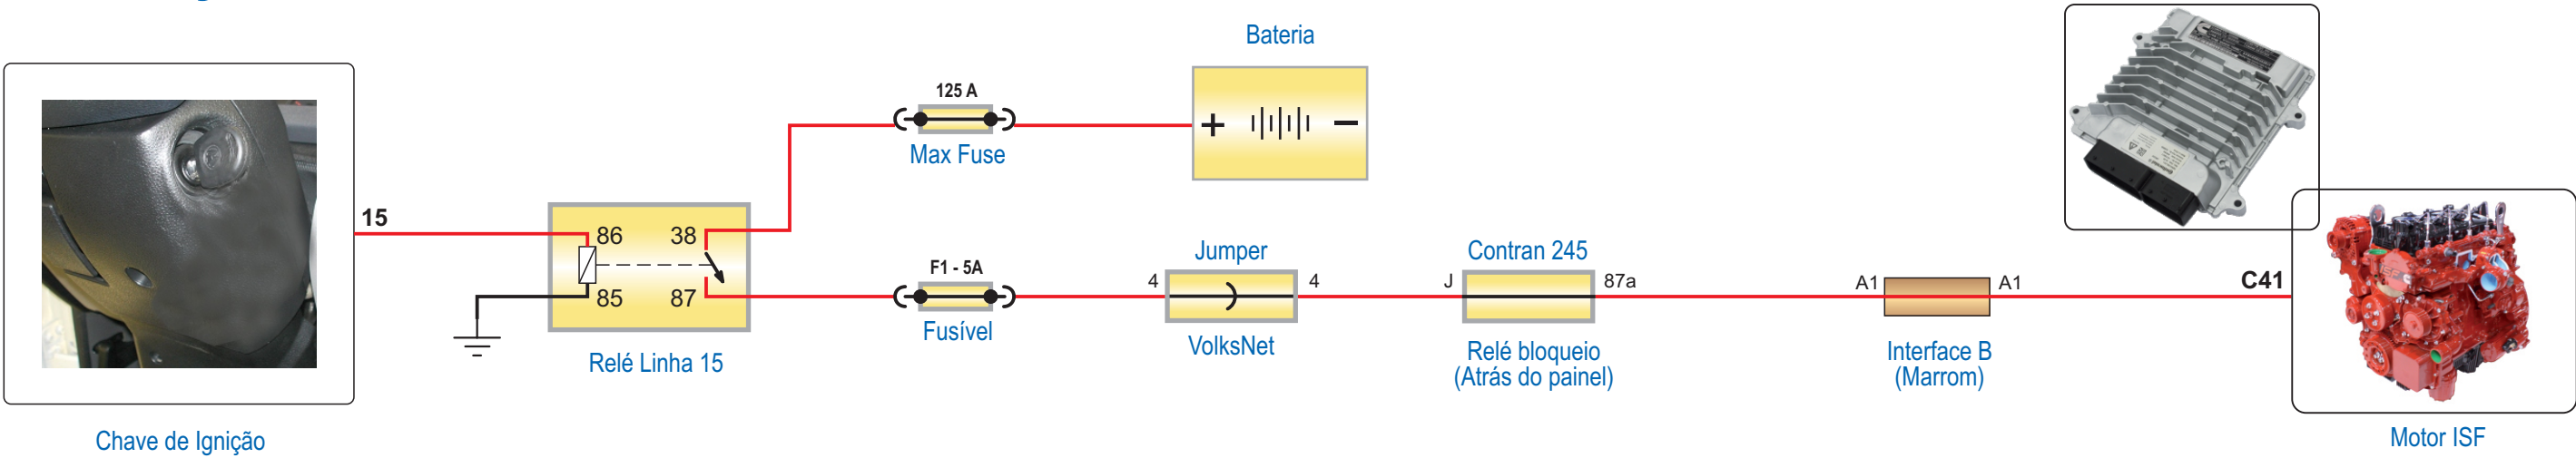 Bateria
125 A
Max Fuse
+
−
15
86
38
85
87
Relé Linha 15
F1 - 5A
Fusível
Jumper
4
4
VolksNet
Contran 245
J
87a
Relé bloqueio
(Atrás do painel)
A1
A1
Interface B
(Marrom)
C41
Chave de Ignição
Motor ISF